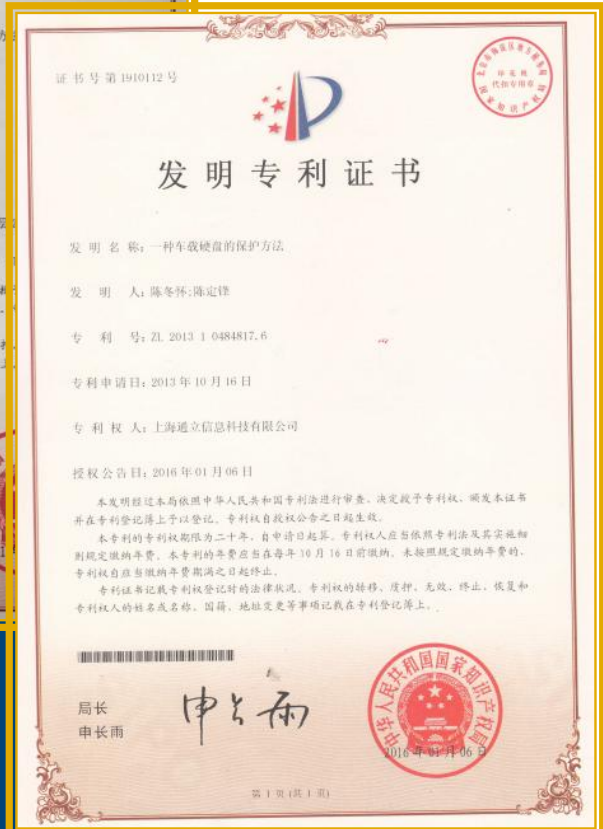 证书号第1910112号
印花税
代扣专用章
发明专利证书
发明名称:一种车载硬盘的保护方法
发明人:陈冬怀;陈定锋
专利号:ZL 2013 1 0484817.6
专利申请日:2013年10月16日
专利权人:上海通立信息科技有限公司
授权公告日:2016年01月06日
本发明经过本局依照中华人民共和国专利法进行审查,决定授予专利权,颁发本证书
并在专利登记簿上予以登记。专利权自授权公告之日起生效。
本专利的专利权期限为二十年,自申请日起算。专利权人应当依照专利法及其实施细
则规定缴纳年费。本专利的年费应当在每年10月16日前缴纳。未按照规定缴纳年费的,
专利权自应当缴纳年费期满之日起终止。
专利证书记载专利权登记时的法律状况。专利权的转移、质押、无效、终止、恢复和
专利权人的姓名或名称、国籍、地址变更等事项记载在专利登记簿上。
局长
申长雨
申长雨
中华人民共和国国家知识产权局
2016年01月06日
第1页(共1页)